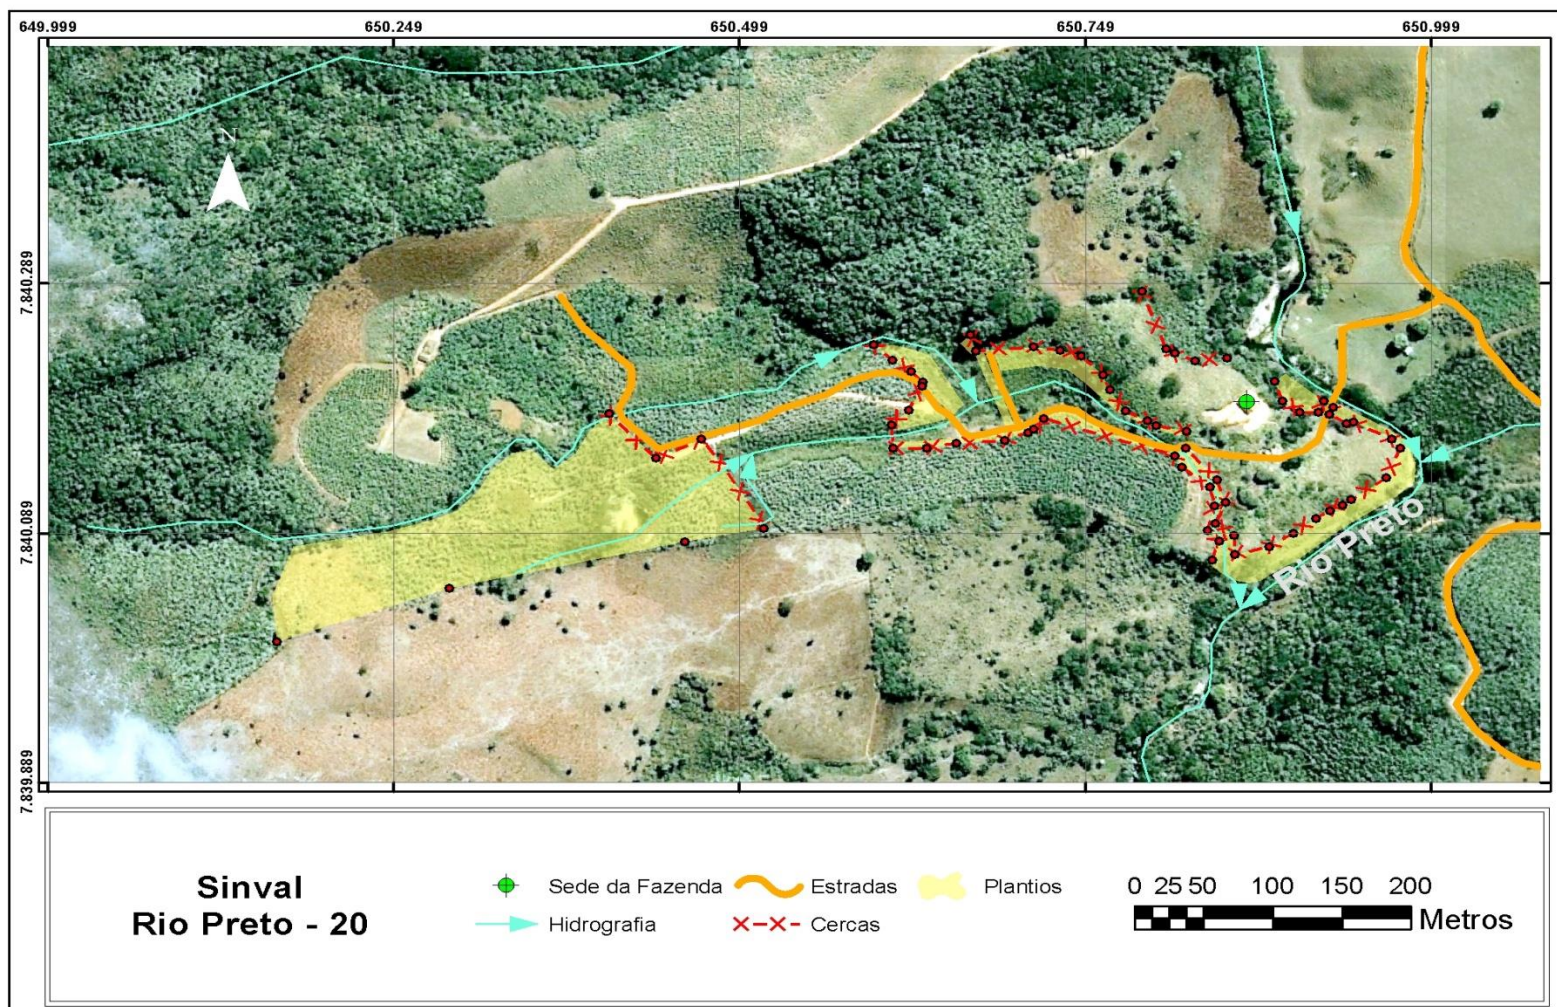 649.999 650.249 650.499 650.749 650.999
N
7.840.289
7.840.089
7.839.889
Rio Preto
Sinval
Rio Preto - 20
Sede da Fazenda
Estradas
Plantios
Hidrografia
Cercas
0 25 50 100 150 200
Metros